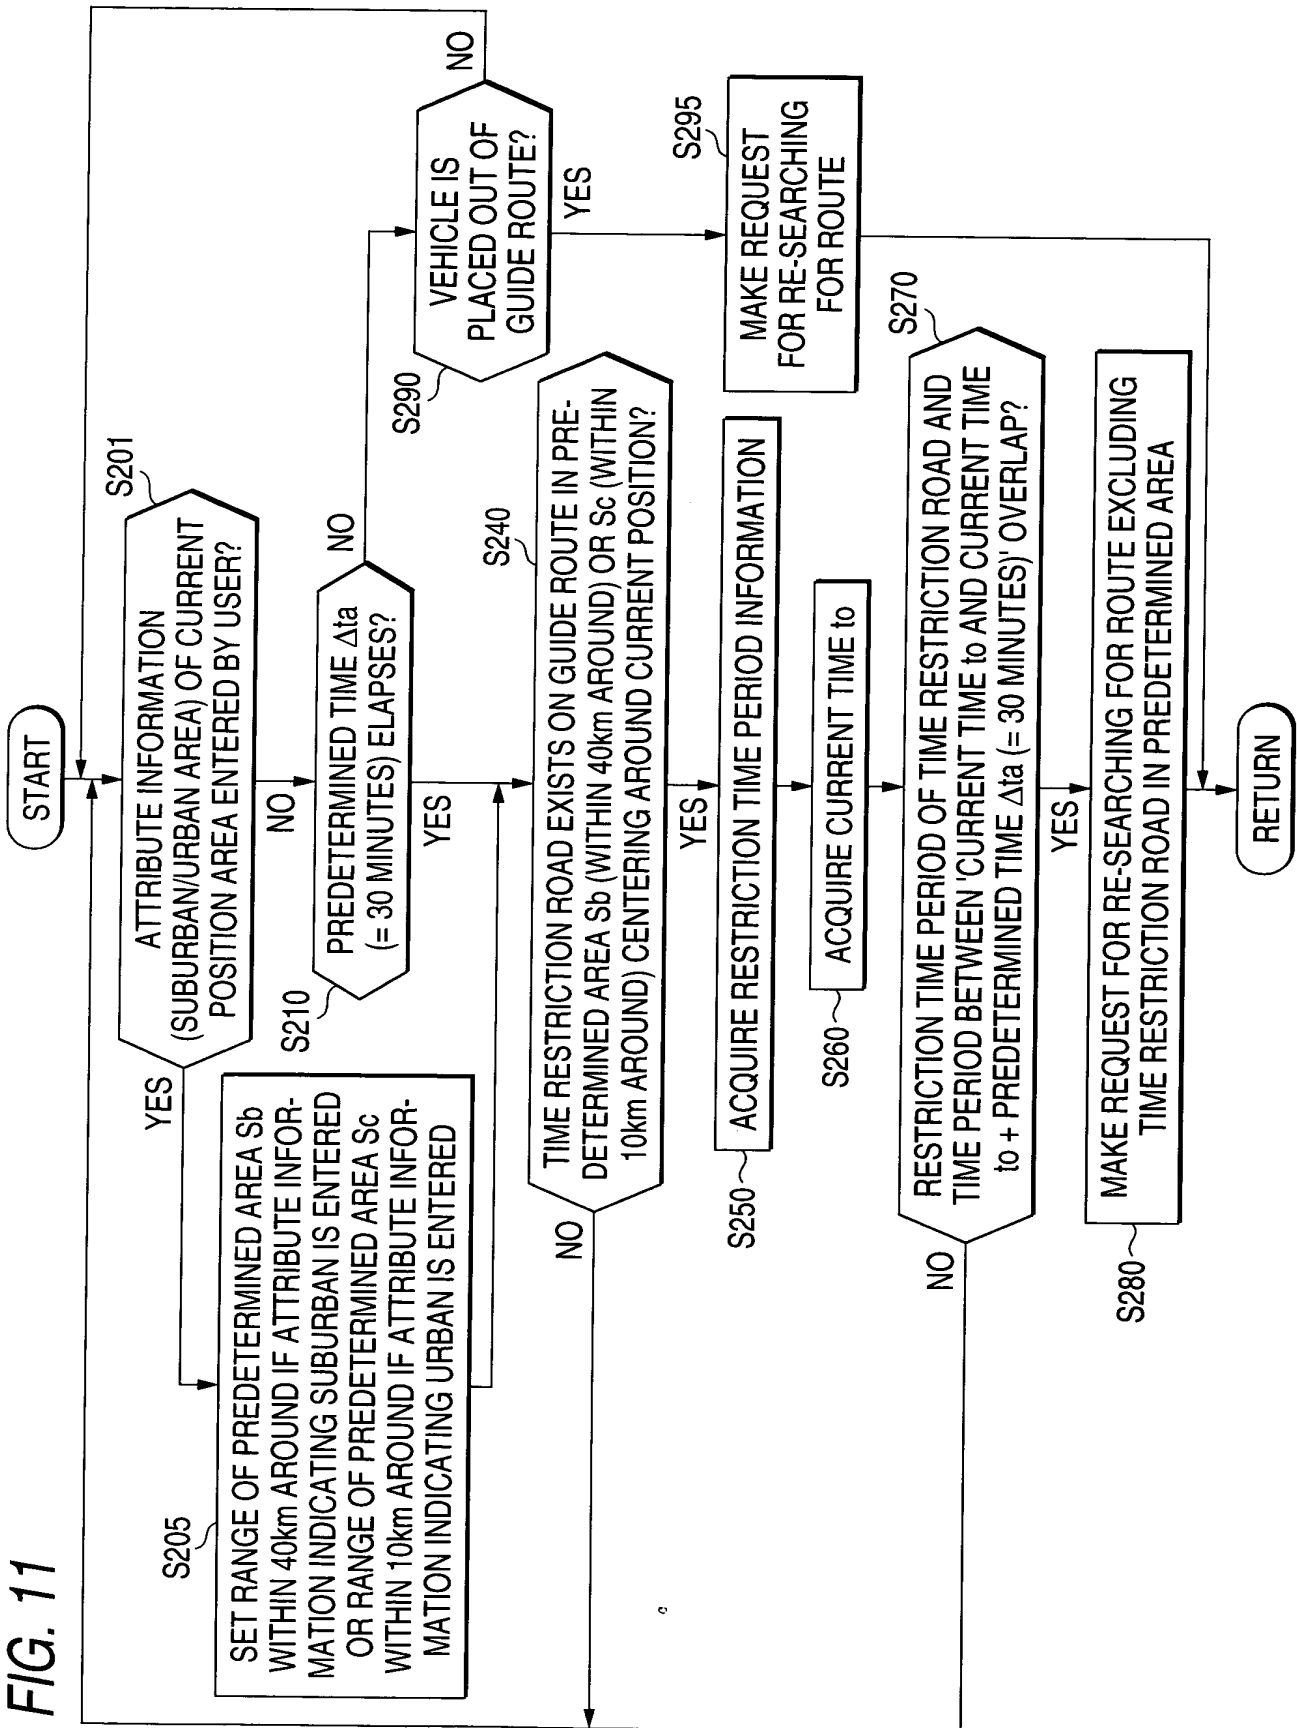 FIG. 11
START
S201
ATTRIBUTE INFORMATION
(SUBURBAN/URBAN AREA) OF CURRENT
POSITION AREA ENTERED BY USER?
YES
NO
S205
SET RANGE OF PREDETERMINED AREA Sb
WITHIN 40km AROUND IF ATTRIBUTE INFOR-
MATION INDICATING SUBURBAN IS ENTERED
OR RANGE OF PREDETERMINED AREA Sc
WITHIN 10km AROUND IF ATTRIBUTE INFOR-
MATION INDICATING URBAN IS ENTERED
S210
PREDETERMINED TIME Δta
(= 30 MINUTES) ELAPSES?
NO
YES
S290
VEHICLE IS
PLACED OUT OF
GUIDE ROUTE?
NO
YES
S240
TIME RESTRICTION ROAD EXISTS ON GUIDE ROUTE IN PRE-
DETERMINED AREA Sb (WITHIN 40km AROUND) OR Sc (WITHIN
10km AROUND) CENTERING AROUND CURRENT POSITION?
NO
YES
S295
MAKE REQUEST
FOR RE-SEARCHING
FOR ROUTE
S250
ACQUIRE RESTRICTION TIME PERIOD INFORMATION
S260
ACQUIRE CURRENT TIME to
S270
RESTRICTION TIME PERIOD OF TIME RESTRICTION ROAD AND
TIME PERIOD BETWEEN 'CURRENT TIME to AND CURRENT TIME
to + PREDETERMINED TIME Δta (= 30 MINUTES)' OVERLAP?
NO
YES
S280
MAKE REQUEST FOR RE-SEARCHING FOR ROUTE EXCLUDING
TIME RESTRICTION ROAD IN PREDETERMINED AREA
RETURN